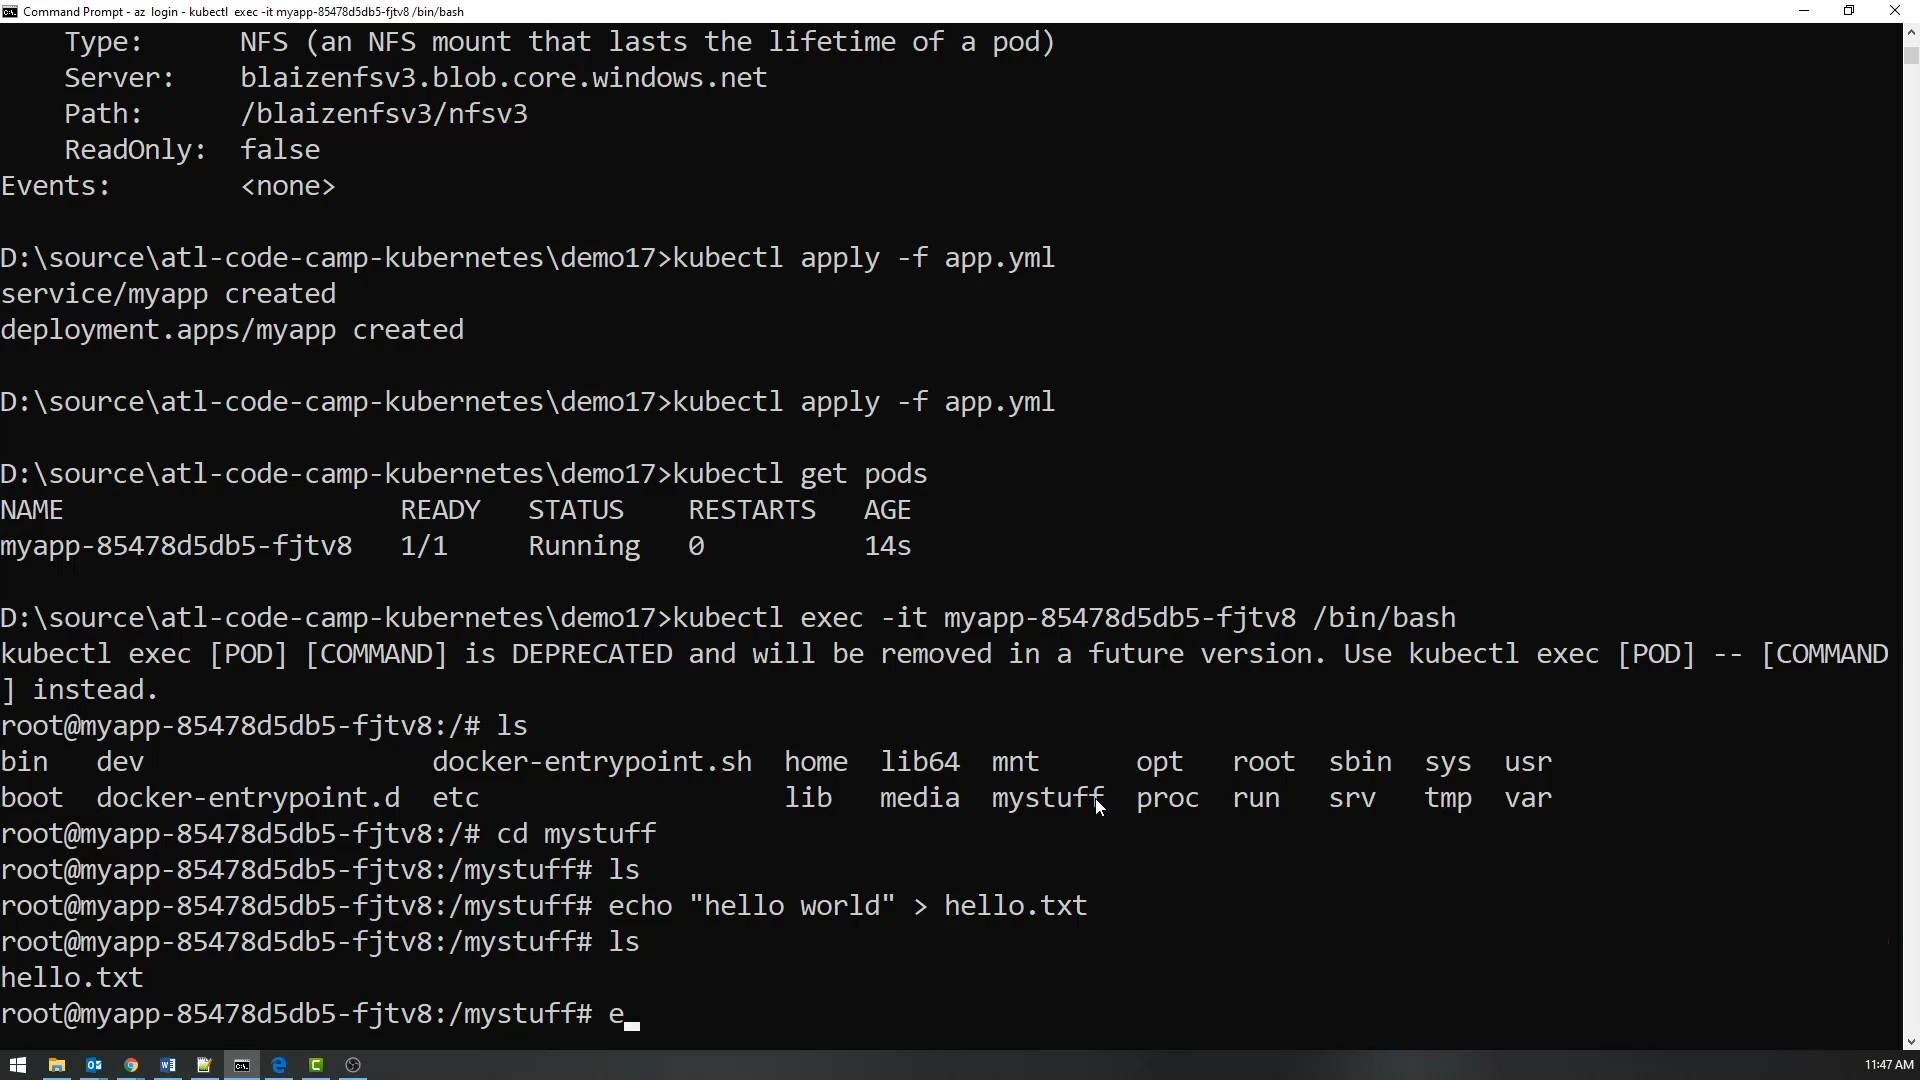 Command Prompt - az login - kubectl exec -it myapp-85478d5db5-fjtv8 /bin/bash
Type: NFS (an NFS mount that lasts the lifetime of a pod)
Server: blaizenfsv3.blob.core.windows.net
Path: /blaizenfsv3/nfsv3
ReadOnly: false
Events: <none>
D:\source\atl-code-camp-kubernetes\demo17>kubectl apply -f app.yml
service/myapp created
deployment.apps/myapp created
D:\source\atl-code-camp-kubernetes\demo17>kubectl apply -f app.yml
D:\source\atl-code-camp-kubernetes\demo17>kubectl get pods
NAME READY STATUS RESTARTS AGE
myapp-85478d5db5-fjtv8 1/1 Running 0 14s
D:\source\atl-code-camp-kubernetes\demo17>kubectl exec -it myapp-85478d5db5-fjtv8 /bin/bash
kubectl exec [POD] [COMMAND] is DEPRECATED and will be removed in a future version. Use kubectl exec [POD] -- [COMMAND
] instead.
root@myapp-85478d5db5-fjtv8:/# ls
bin dev docker-entrypoint.sh home lib64 mnt opt root sbin sys usr
boot docker-entrypoint.d etc lib media mystuff proc run srv tmp var
root@myapp-85478d5db5-fjtv8:/# cd mystuff
root@myapp-85478d5db5-fjtv8:/mystuff# ls
root@myapp-85478d5db5-fjtv8:/mystuff# echo "hello world" > hello.txt
root@myapp-85478d5db5-fjtv8:/mystuff# ls
hello.txt
root@myapp-85478d5db5-fjtv8:/mystuff# e
11:47 AM